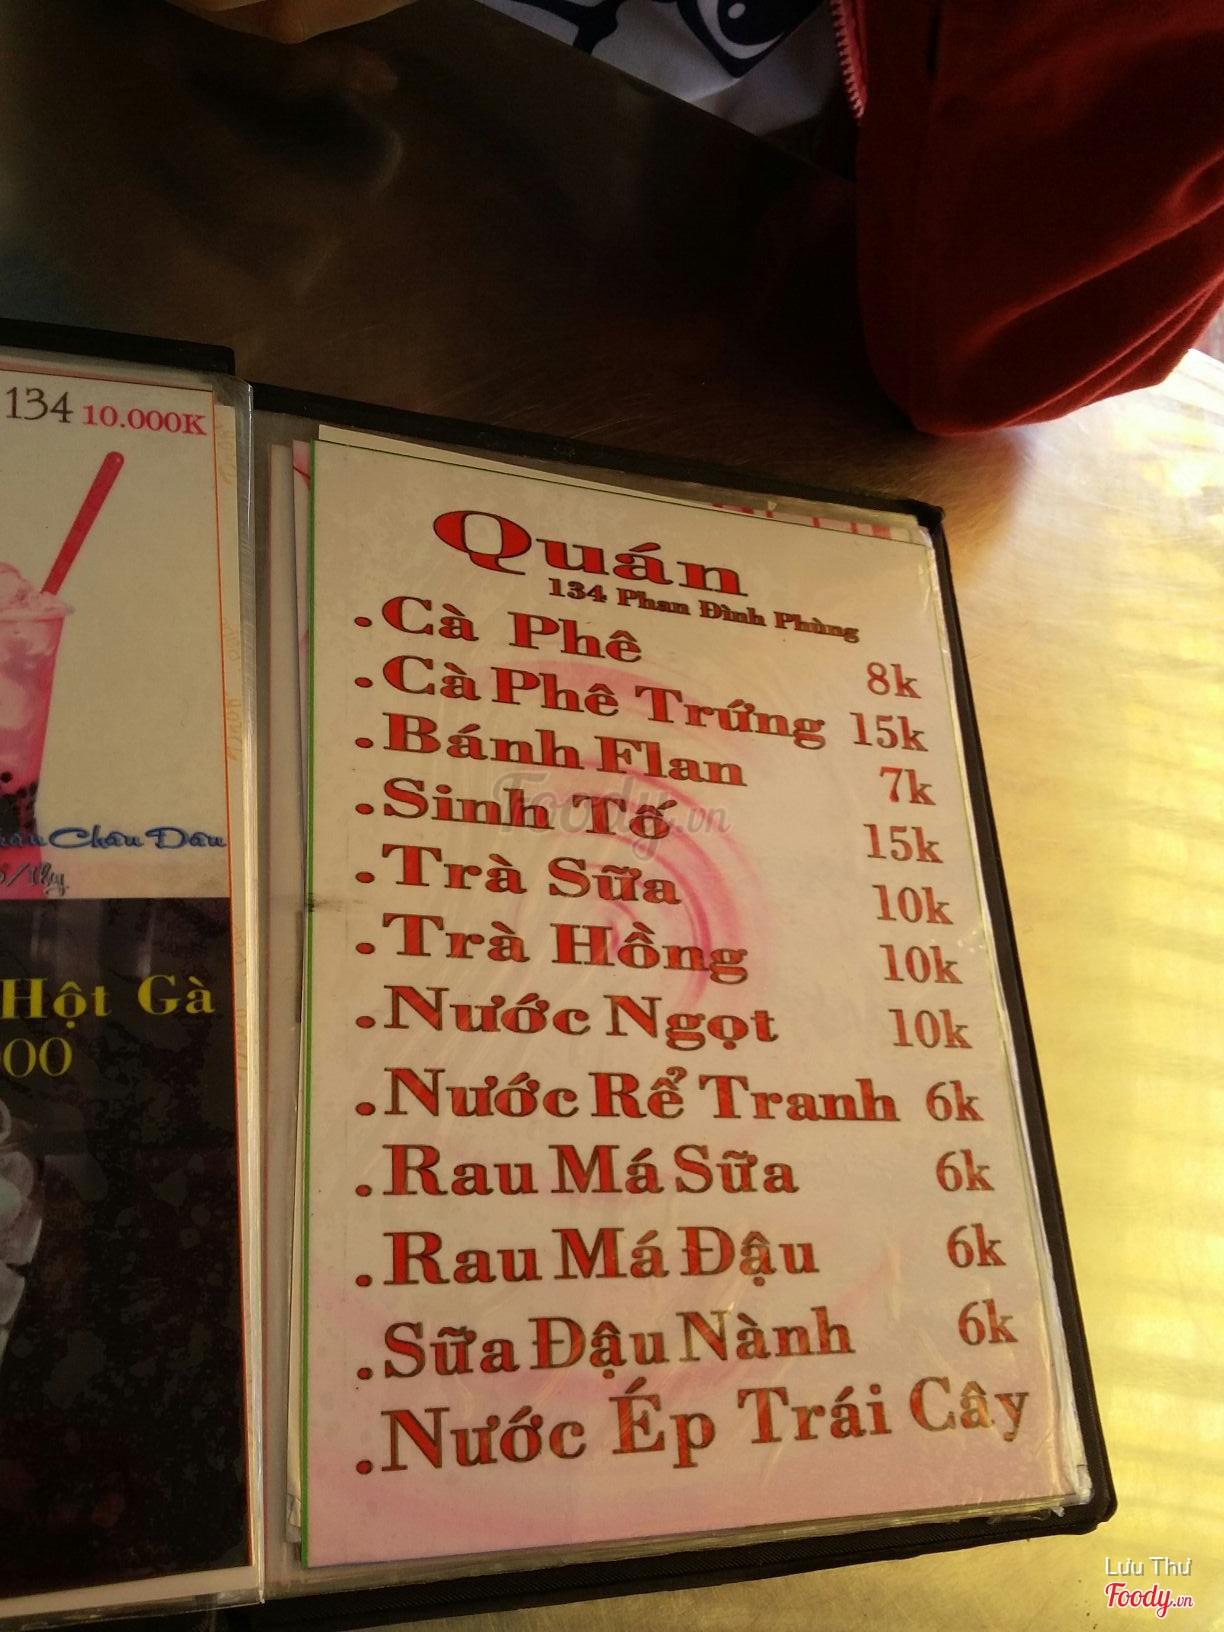 134 10.000K
Châu Dâu
Hột Gà
Quán
134 Phan Đình Phùng
.Cà Phê 8k
.Cà Phê Trứng 15k
.Bánh Flan 7k
.Sinh Tố 15k
.Trà Sữa 10k
.Trà Hồng 10k
.Nước Ngọt 10k
.Nước Rể Tranh 6k
.Rau Má Sữa 6k
.Rau Má Đậu 6k
.Sữa Đậu Nành 6k
.Nước Ép Trái Cây
Foody.vn
Lưu Thư
Foody.vn